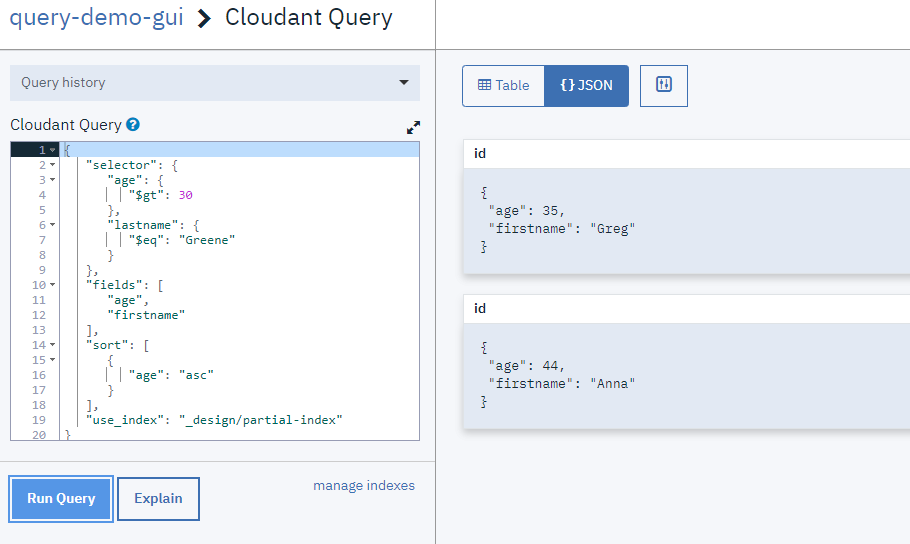 query-demo-gui > Cloudant Query
Query history
Cloudant Query ?
1 {
2 "selector": {
3 "age": {
4 "$gt": 30
5 },
6 "lastname": {
7 "$eq": "Greene"
8 }
9 },
10 "fields": [
11 "age",
12 "firstname"
13 ],
14 "sort": [
15 {
16 "age": "asc"
17 }
18 ],
19 "use_index": "_design/partial-index"
20 }
Run Query
Explain
manage indexes
Table
{} JSON
id
{
"age": 35,
"firstname": "Greg"
}
id
{
"age": 44,
"firstname": "Anna"
}